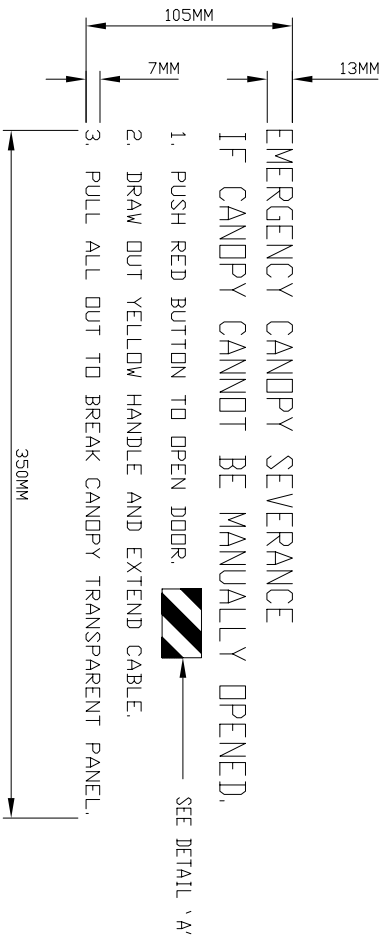 105MM
7MM
13MM
EMERGENCY CANOPY SEVERANCE
IF CANOPY CANNOT BE MANUALLY OPENED.
1. PUSH RED BUTTON TO OPEN DOOR.
2. DRAW OUT YELLOW HANDLE AND EXTEND CABLE.
3. PULL ALL OUT TO BREAK CANOPY TRANSPARENT PANEL.
SEE DETAIL 'A'
350MM